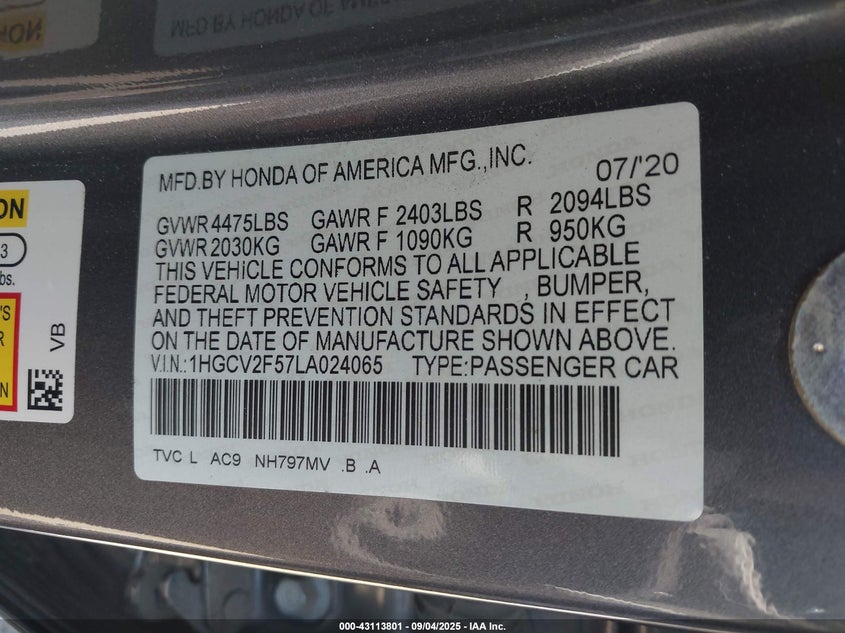 MFD.BY HONDA OF AMERICA MFG.,INC. 07/'20
GVWR 4475LBS GAWR F 2403LBS R 2094LBS
GVWR 2030KG GAWR F 1090KG R 950KG
THIS VEHICLE CONFORMS TO ALL APPLICABLE
FEDERAL MOTOR VEHICLE SAFETY , BUMPER,
AND THEFT PREVENTION STANDARDS IN EFFECT
ON THE DATE OF MANUFACTURE SHOWN ABOVE.
V.I.N.:1HGCV2F57LA024065 TYPE:PASSENGER CAR
TVC L AC9 NH797MV .B .A
VB
000-43113801 - 09/04/2025 - IAA Inc.